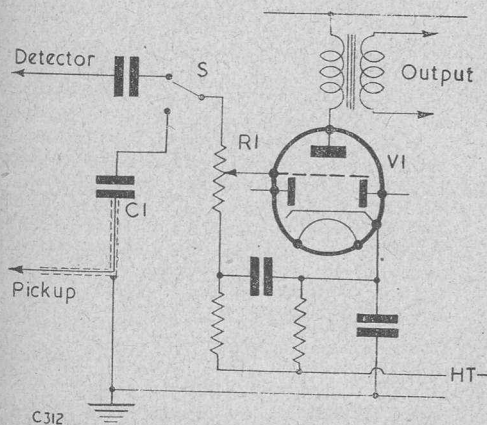 Detector
S
Output
R1
V1
C1
Pickup
HT-
C312